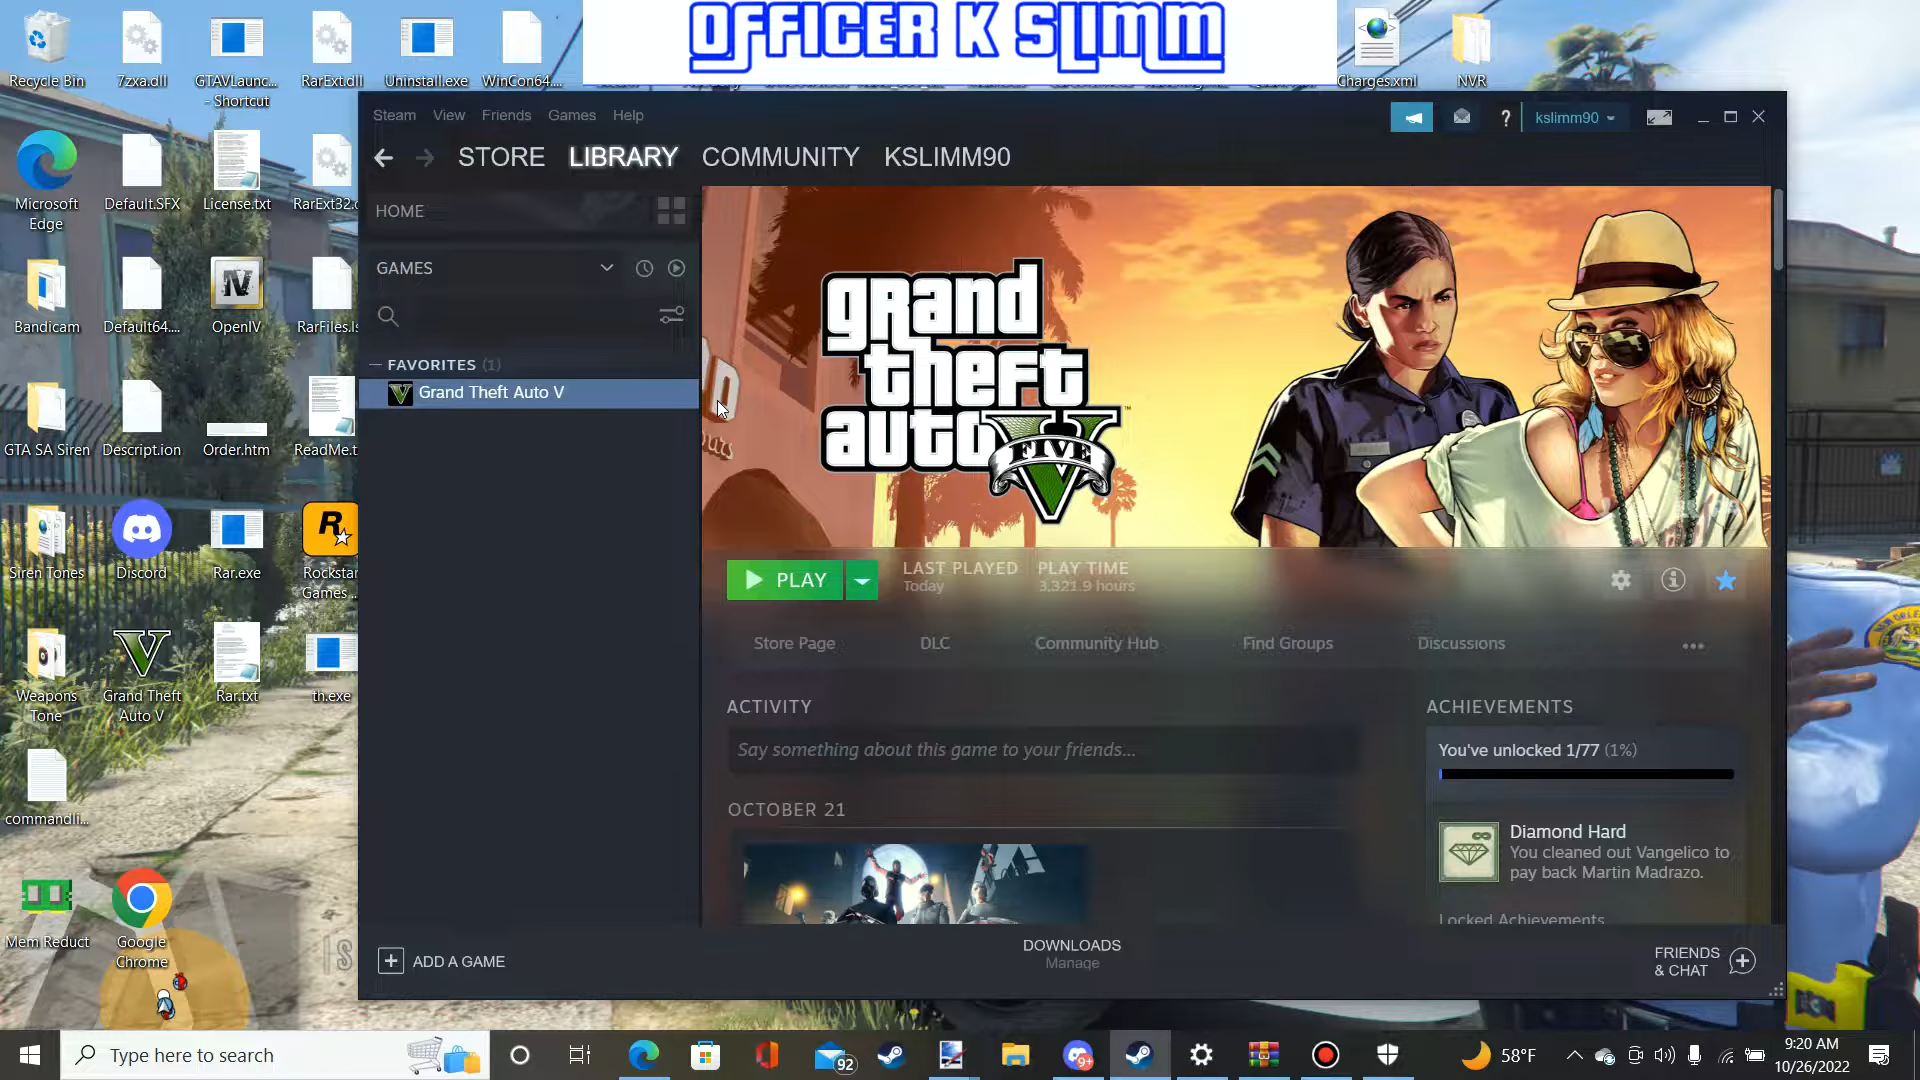 OFFICER K SLIMM
Recycle Bin
7zxa.dll
GTAVLaunc...
- Shortcut
RarExt.dll
Uninstall.exe
WinCon64....
Charges.xml
NVR
Steam View Friends Games Help
? kslimm90
STORE LIBRARY COMMUNITY KSLIMM90
Microsoft
Edge
Default.SFX
License.txt
RarExt32.
HOME
GAMES
Bandicam
Default64....
OpenIV
RarFiles.ls
FAVORITES (1)
Grand Theft Auto V
grand
theft
auto
FIVE
V
™
GTA SA Siren
Descript.ion
Order.htm
ReadMe.t
Siren Tones
Discord
Rar.exe
Rockstar
Games ...
PLAY
LAST PLAYED
Today
PLAY TIME
3,321.9 hours
Store Page DLC Community Hub Find Groups Discussions
Weapons
Tone
Grand Theft
Auto V
Rar.txt
th.exe
ACTIVITY
Say something about this game to your friends...
OCTOBER 21
ACHIEVEMENTS
You've unlocked 1/77 (1%)
Diamond Hard
You cleaned out Vangelico to
pay back Martin Madrazo.
Locked Achievements
commandli...
Mem Reduct
Google
Chrome
ADD A GAME
DOWNLOADS
Manage
FRIENDS
& CHAT
Type here to search
92
9+
58°F
9:20 AM
10/26/2022